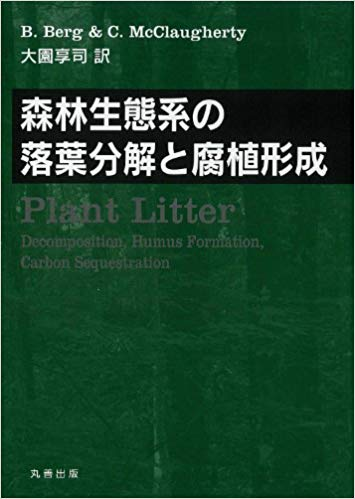 B. Berg & C. McClaugherty
大園享司 訳
森林生態系の
落葉分解と腐植形成
Plant Litter
Decomposition, Humus Formation,
Carbon Sequestration
丸善出版